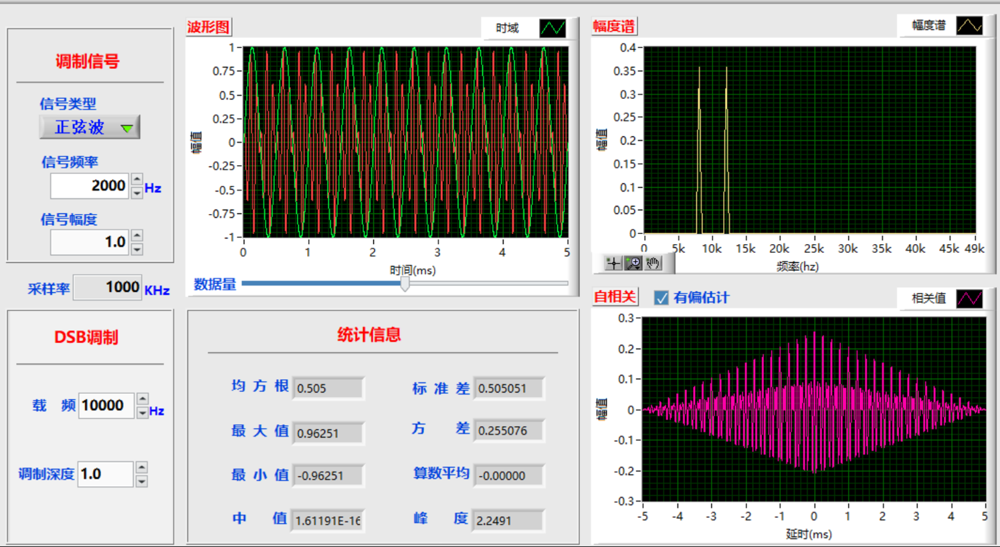 调制信号
信号类型
正弦波
信号频率
2000 Hz
信号幅度
1.0
采样率 1000 KHz
DSB调制
载 频 10000 Hz
调制深度 1.0
波形图
时域
1
0.75
0.5
0.25
0
-0.25
-0.5
-0.75
-1
幅值
0 1 2 3 4 5
时间(ms)
数据量
统计信息
均方根 0.505
标准差 0.505051
最大值 0.96251
方 差 0.255076
最小值 -0.96251
算数平均 -0.00000
中 值 1.61191E-16
峰 度 2.2491
幅度谱
幅度谱
0.4
0.35
0.3
0.25
0.2
0.15
0.1
0.05
0
幅值
0 5k 10k 15k 20k 25k 30k 35k 40k 45k 49k
频率(hz)
自相关
有偏估计
相关值
0.3
0.2
0.1
0
-0.1
-0.2
-0.3
幅值
-5 -4 -3 -2 -1 0 1 2 3 4 5
延时(ms)